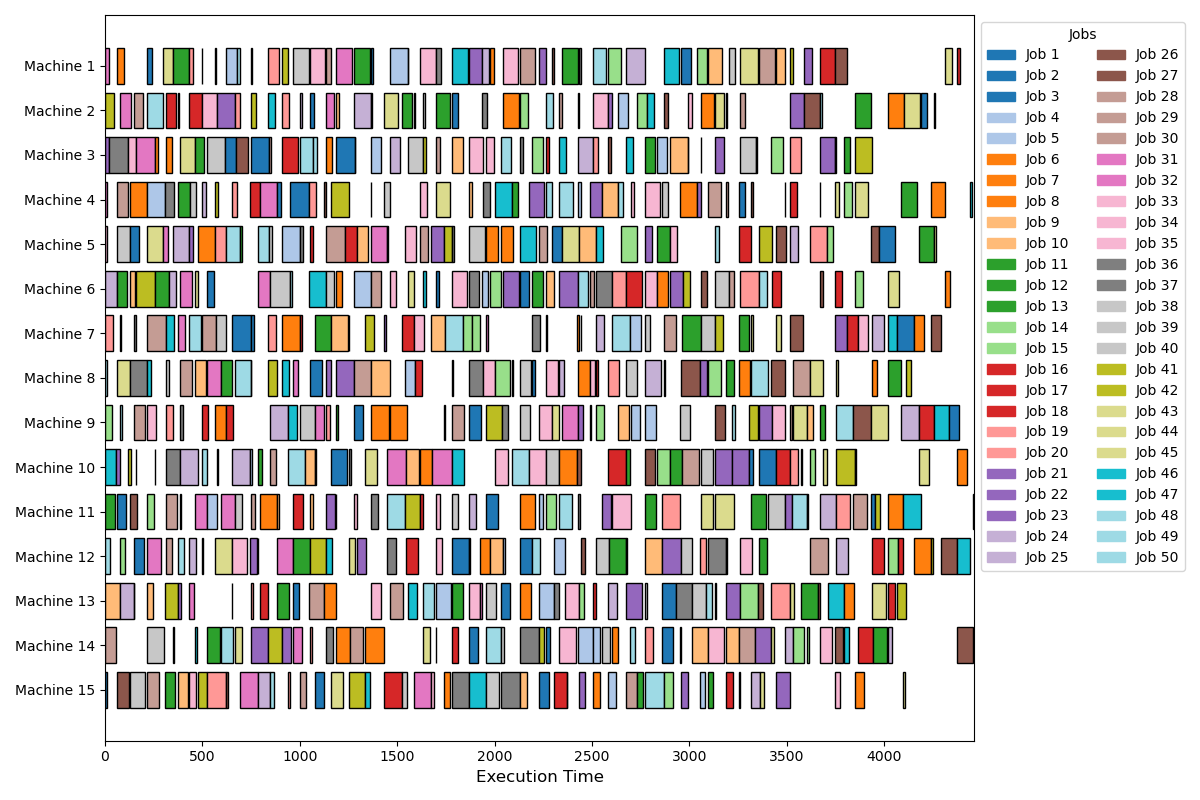 Machine 1
Machine 2
Machine 3
Machine 4
Machine 5
Machine 6
Machine 7
Machine 8
Machine 9
Machine 10
Machine 11
Machine 12
Machine 13
Machine 14
Machine 15
0 500 1000 1500 2000 2500 3000 3500 4000
Execution Time
Jobs
Job 1
Job 2
Job 3
Job 4
Job 5
Job 6
Job 7
Job 8
Job 9
Job 10
Job 11
Job 12
Job 13
Job 14
Job 15
Job 16
Job 17
Job 18
Job 19
Job 20
Job 21
Job 22
Job 23
Job 24
Job 25
Job 26
Job 27
Job 28
Job 29
Job 30
Job 31
Job 32
Job 33
Job 34
Job 35
Job 36
Job 37
Job 38
Job 39
Job 40
Job 41
Job 42
Job 43
Job 44
Job 45
Job 46
Job 47
Job 48
Job 49
Job 50